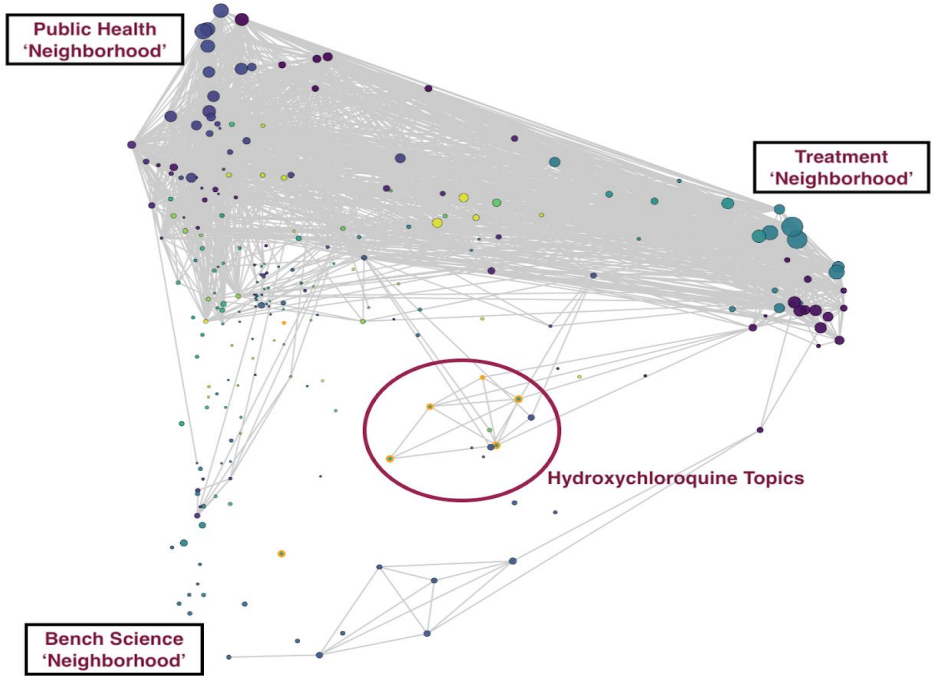 Public Health
'Neighborhood'
Treatment
'Neighborhood'
Hydroxychloroquine Topics
Bench Science
'Neighborhood'